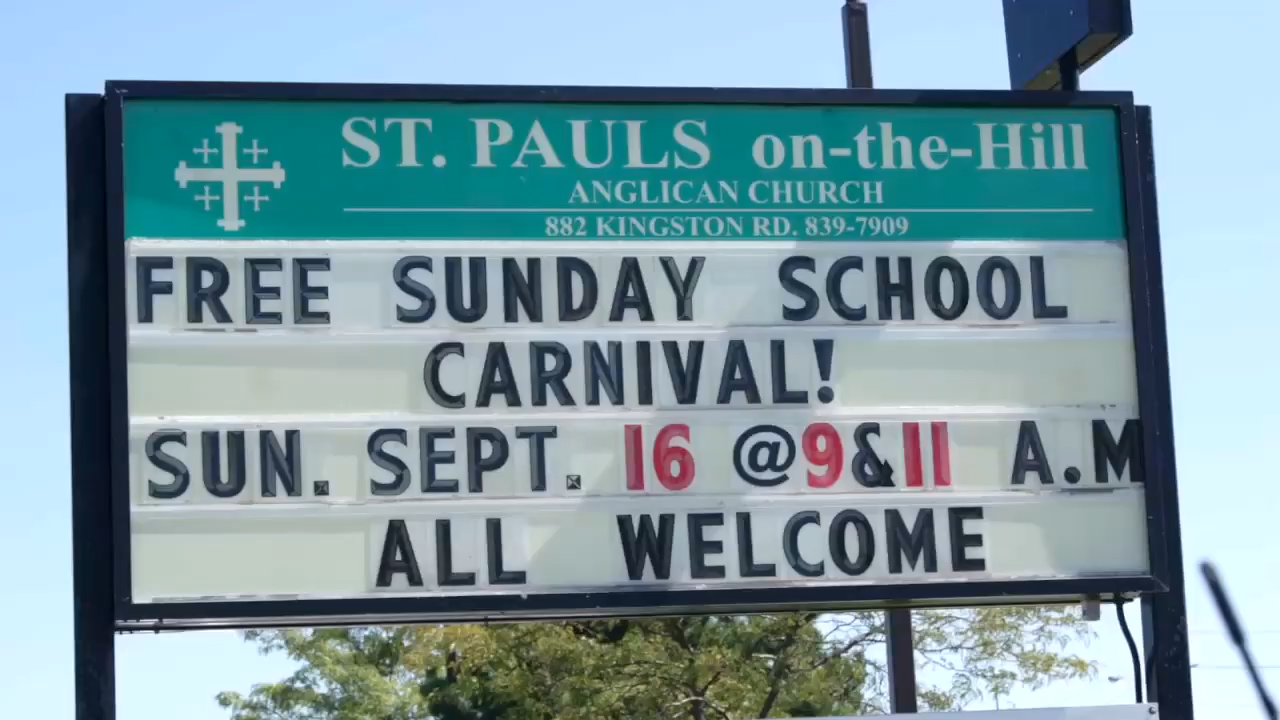 ST. PAULS on-the-Hill
ANGLICAN CHURCH
882 KINGSTON RD. 839-7909
FREE SUNDAY SCHOOL
CARNIVAL!
SUN. SEPT. 16 @9&11 A.M
ALL WELCOME